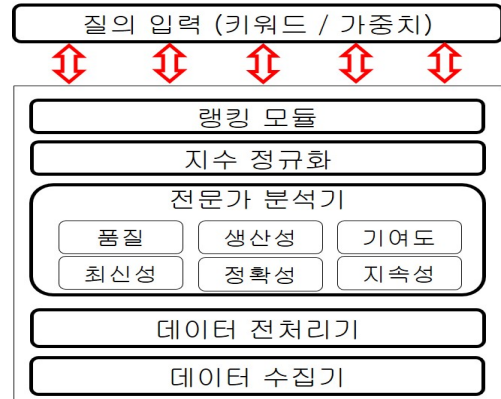 질의 입력 (키워드 / 가중치)
랭킹 모듈
지수 정규화
전문가 분석기
품질 생산성 기여도
최신성 정확성 지속성
데이터 전처리기
데이터 수집기